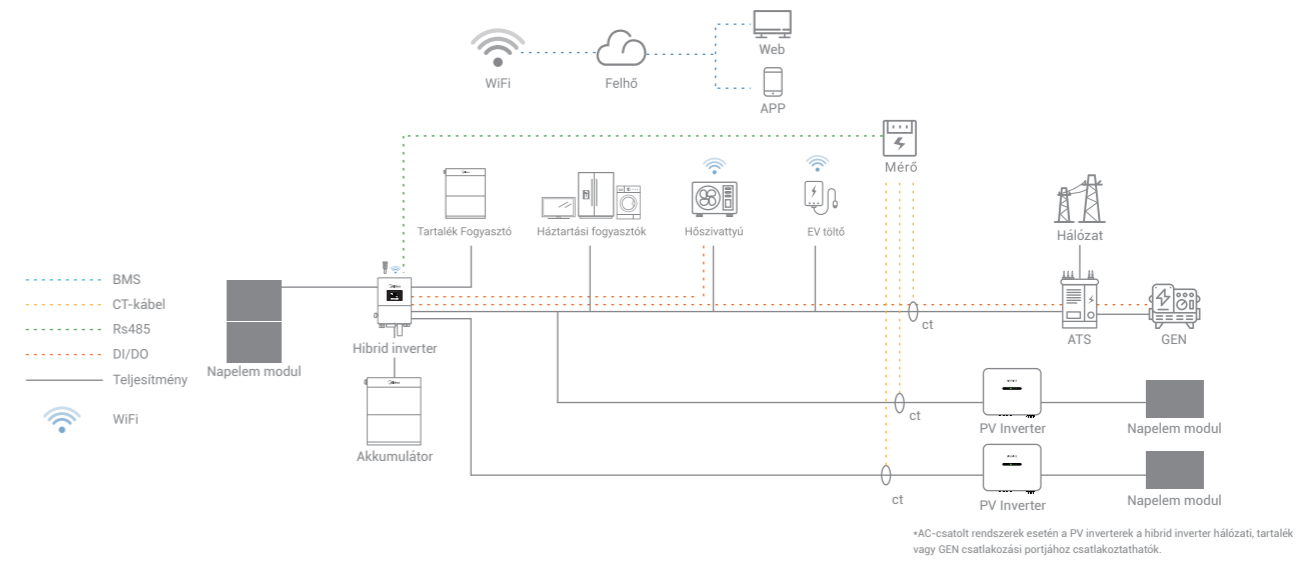 Web
WiFi
Felhő
APP
Mérő
Tartalék Fogyasztó
Háztartási fogyasztók
Hőszivattyú
EV töltő
Hálózat
BMS
CT-kábel
Rs485
DI/DO
Teljesítmény
WiFi
Napelem modul
Hibrid inverter
Akkumulátor
ct
ATS
GEN
ct
PV Inverter
Napelem modul
ct
PV Inverter
Napelem modul
*AC-csatolt rendszerek esetén a PV inverterek a hibrid inverter hálózati, tartalék
vagy GEN csatlakozási portjához csatlakoztathatók.